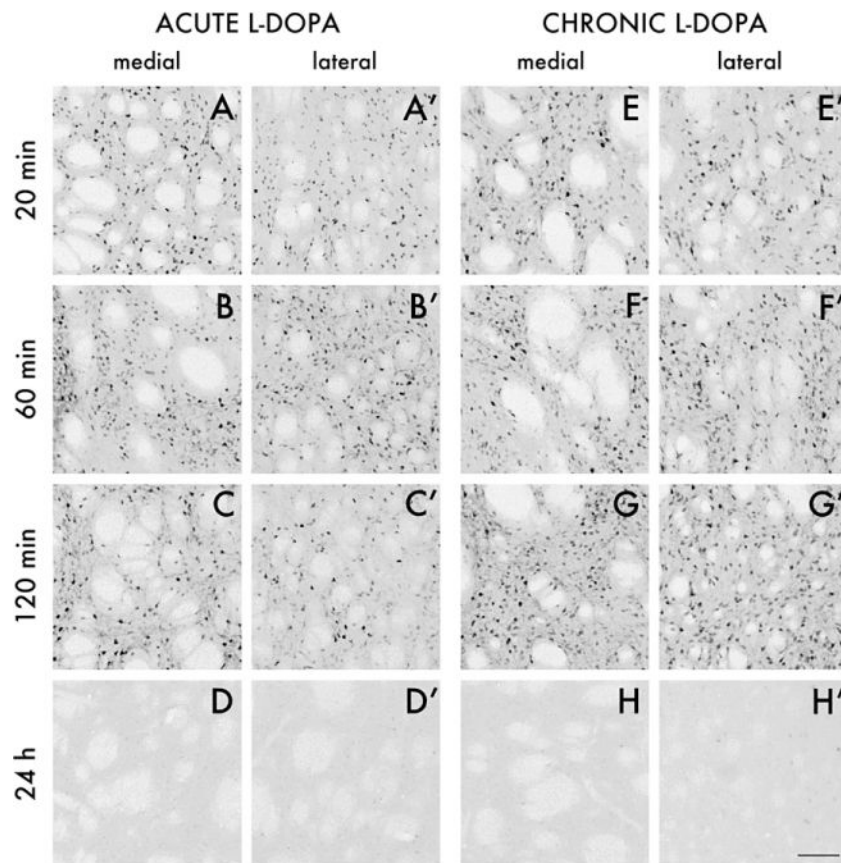 ACUTE L-DOPA CHRONIC L-DOPA
medial lateral medial lateral
20 min A A′ E E′
60 min B B′ F F′
120 min C C′ G G′
24 h D D′ H H′